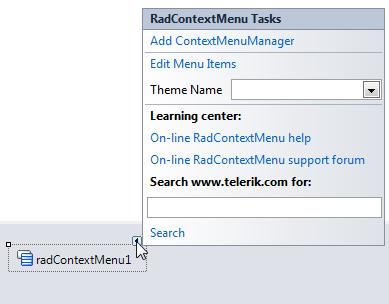 RadContextMenu Tasks
Add ContextMenuManager
Edit Menu Items
Theme Name
Learning center:
On-line RadContextMenu help
On-line RadContextMenu support forum
Search www.telerik.com for:
Search
radContextMenu1